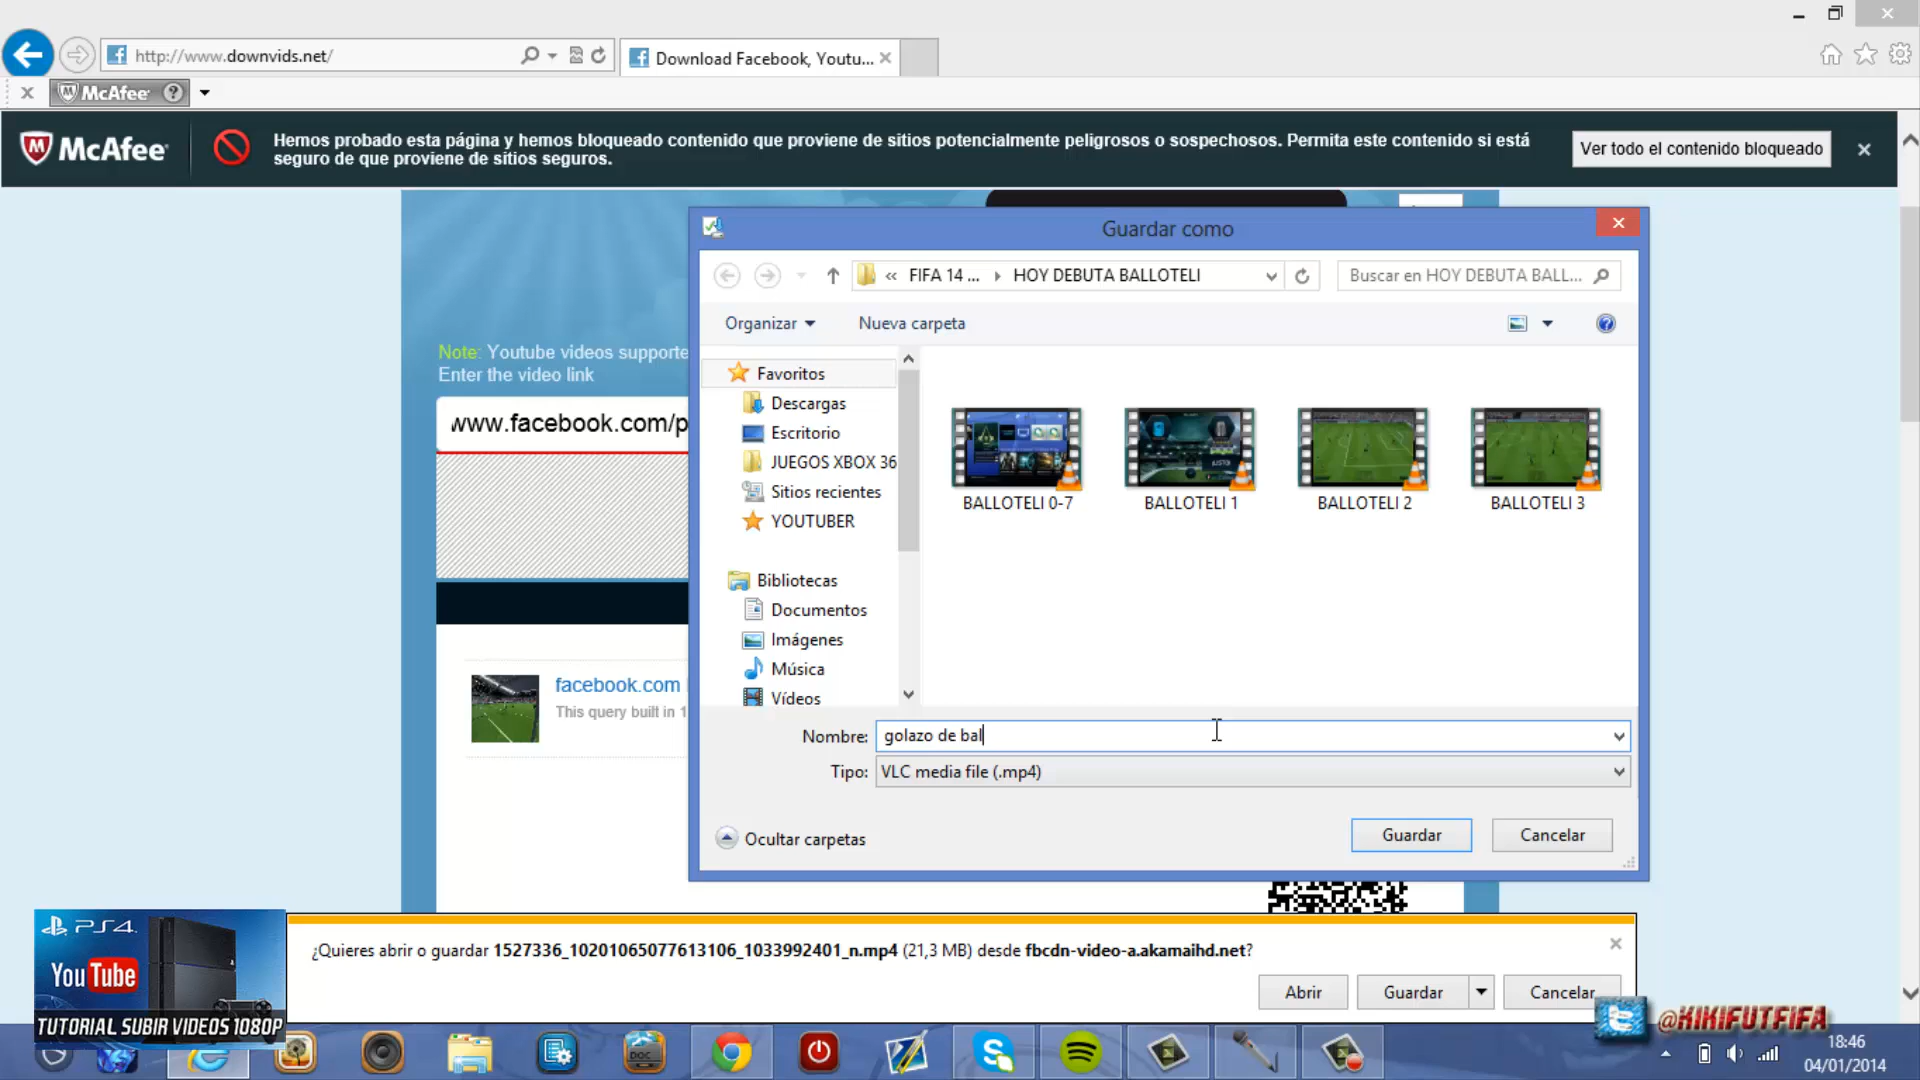 http://www.downvids.net/
Download Facebook, Youtu...
McAfee
McAfee
Hemos probado esta página y hemos bloqueado contenido que proviene de sitios potencialmente peligrosos o sospechosos. Permita este contenido si está
seguro de que proviene de sitios seguros.
Ver todo el contenido bloqueado
Guardar como
« FIFA 14 ... HOY DEBUTA BALLOTELI
Buscar en HOY DEBUTA BALL...
Organizar
Nueva carpeta
Note: Youtube videos supporte
Enter the video link
www.facebook.com/p
Favoritos
Descargas
Escritorio
JUEGOS XBOX 36
Sitios recientes
YOUTUBER
Bibliotecas
Documentos
Imágenes
Música
Vídeos
BALLOTELI 0-7
BALLOTELI 1
BALLOTELI 2
BALLOTELI 3
facebook.com
This query built in 1
Nombre: golazo de bal
Tipo: VLC media file (.mp4)
Ocultar carpetas
Guardar
Cancelar
¿Quieres abrir o guardar 1527336_10201065077613106_1033992401_n.mp4 (21,3 MB) desde fbcdn-video-a.akamaihd.net?
Abrir
Guardar
Cancelar
PS4
YouTube
TUTORIAL SUBIR VIDEOS 1080P
@KIKIFUTFIFA
DOC
18:46
04/01/2014